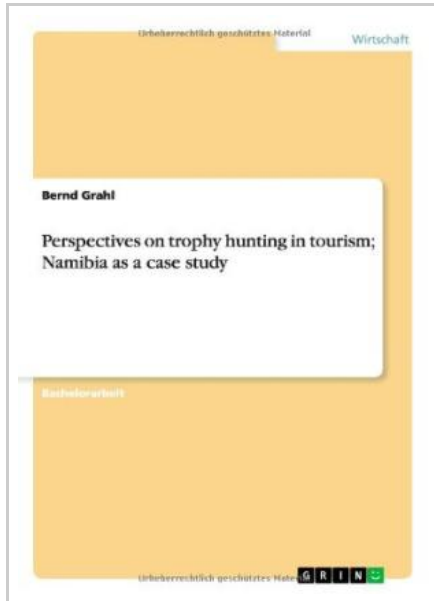 Urheberrechtlich geschütztes Material
Wirtschaft
Bernd Grahl
Perspectives on trophy hunting in tourism;
Namibia as a case study
Bachelorarbeit
Urheberrechtlich geschütztes Mate
GRIN